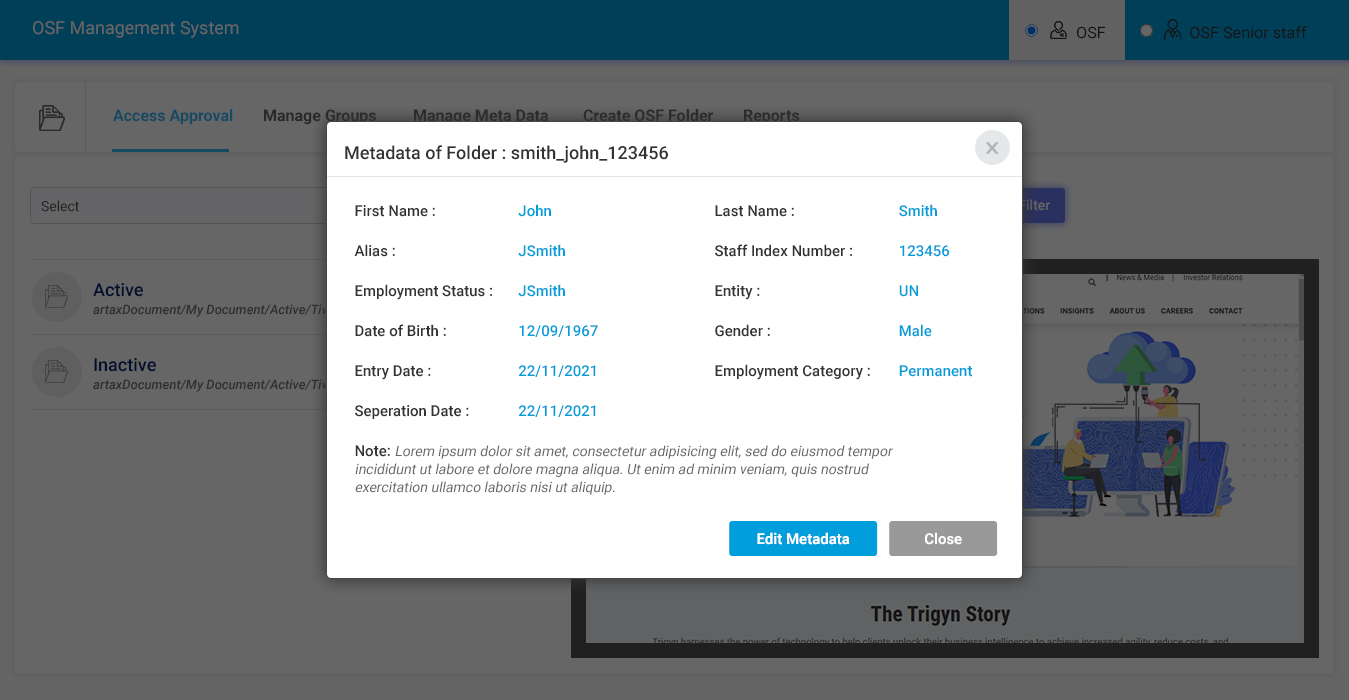 OSF Management System
OSF
OSF Senior staff
Access Approval
Manage Groups
Manage Meta Data
Create OSF Folder
Reports
Metadata of Folder : smith_john_123456
Select
Filter
First Name : John
Last Name : Smith
Alias : JSmith
Staff Index Number : 123456
Employment Status : JSmith
Entity : UN
Date of Birth : 12/09/1967
Gender : Male
Entry Date : 22/11/2021
Employment Category : Permanent
Seperation Date : 22/11/2021
Note: Lorem ipsum dolor sit amet, consectetur adipisicing elit, sed do eiusmod tempor
incididunt ut labore et dolore magna aliqua. Ut enim ad minim veniam, quis nostrud
exercitation ullamco laboris nisi ut aliquip.
Edit Metadata
Close
Active
artaxDocument/My Document/Active/Tiv
Inactive
artaxDocument/My Document/Active/Tiv
| News & Media | Investor Relations
INSIGHTS ABOUT US CAREERS CONTACT
The Trigyn Story
Trigyn harnesses the power of technology to help clients unlock their business intelligence to achieve increased agility, reduce costs, and